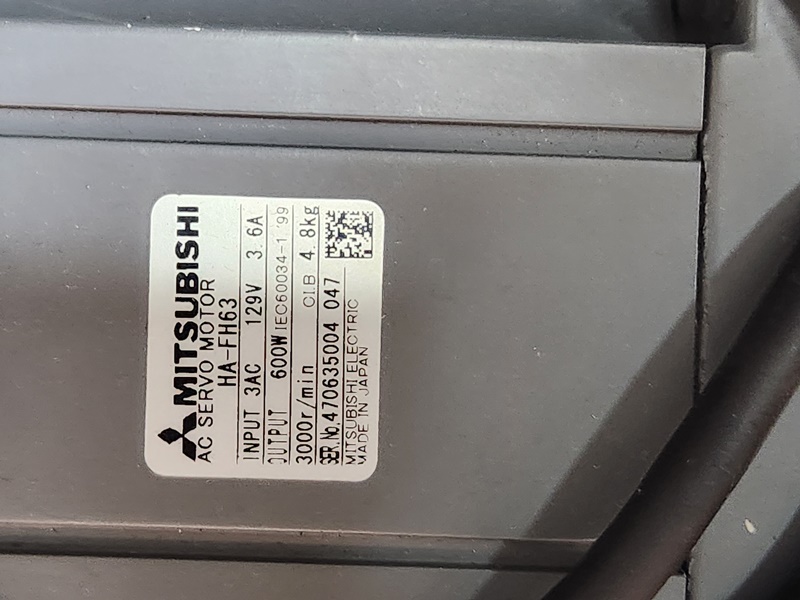 MITSUBISHI
AC SERVO MOTOR
HA-FH63
INPUT 3AC 129V 3.6A
OUTPUT 600W IEC60034-1 '99
3000r/min Cl.B 4.8kg
SER.No.470635004 047
MITSUBISHI ELECTRIC
MADE IN JAPAN